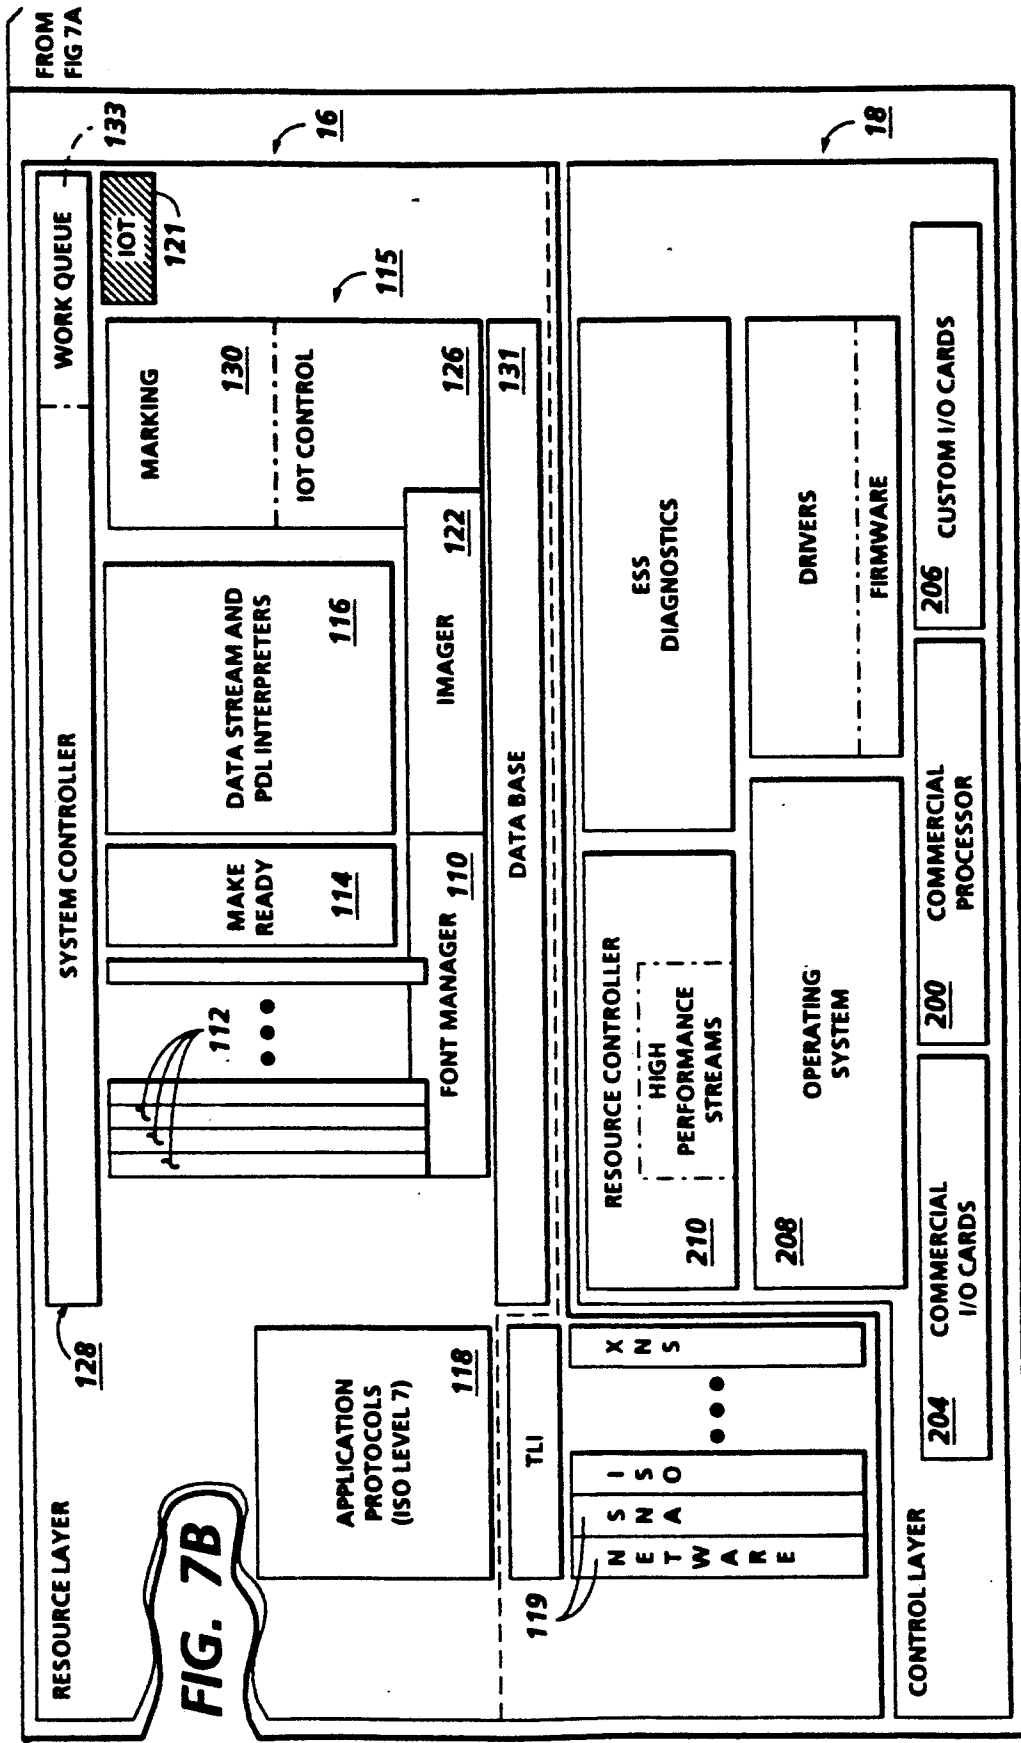 FROM
FIG 7A
RESOURCE LAYER
128
SYSTEM CONTROLLER
WORK QUEUE
133
IOT
121
16
112
MAKE
READY
114
DATA STREAM AND
PDL INTERPRETERS
116
MARKING
130
IOT CONTROL
126
115
FONT MANAGER
110
IMAGER
122
DATA BASE
131
FIG. 7B
APPLICATION
PROTOCOLS
(ISO LEVEL 7)
118
TLI
119
NETWARE
SNA
ISO
XNS
RESOURCE CONTROLLER
HIGH
PERFORMANCE
STREAMS
210
ESS
DIAGNOSTICS
18
208
OPERATING
SYSTEM
DRIVERS
FIRMWARE
CONTROL LAYER
204
COMMERCIAL
I/O CARDS
200
COMMERCIAL
PROCESSOR
206
CUSTOM I/O CARDS